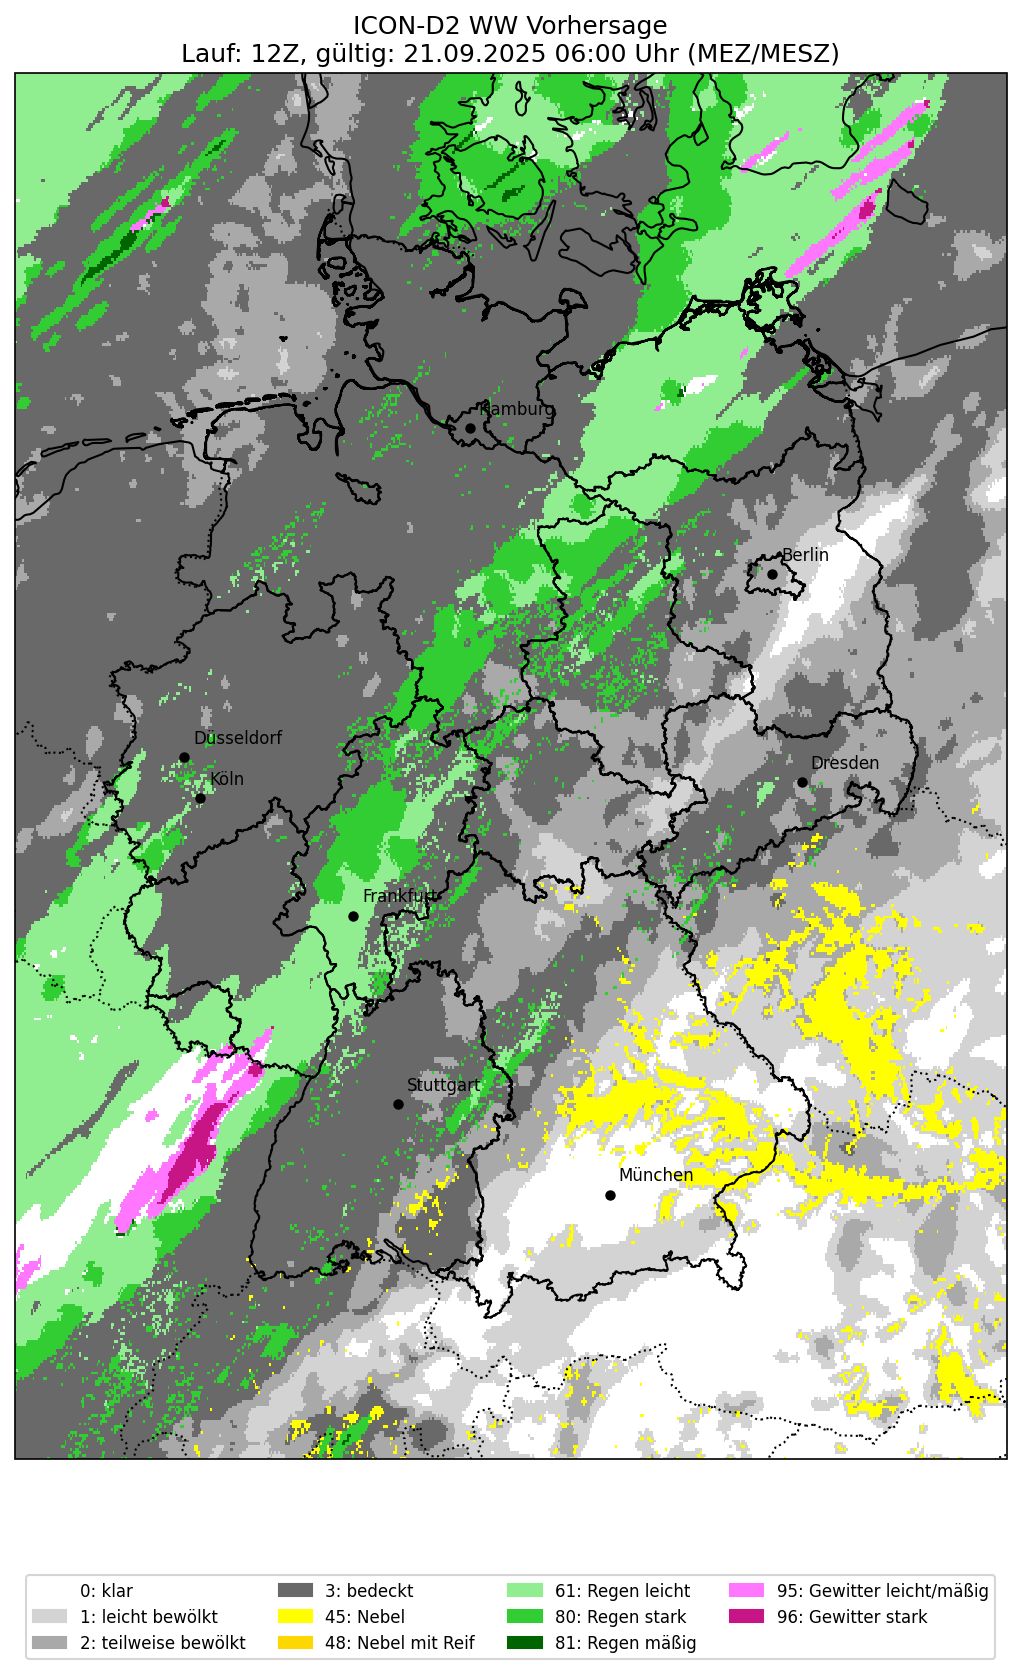 ICON-D2 WW Vorhersage
Lauf: 12Z, gültig: 21.09.2025 06:00 Uhr (MEZ/MESZ)
Hamburg
Berlin
Düsseldorf
Köln
Dresden
Frankfurt
Stuttgart
München
0: klar
1: leicht bewölkt
2: teilweise bewölkt
3: bedeckt
45: Nebel
48: Nebel mit Reif
61: Regen leicht
80: Regen stark
81: Regen mäßig
95: Gewitter leicht/mäßig
96: Gewitter stark